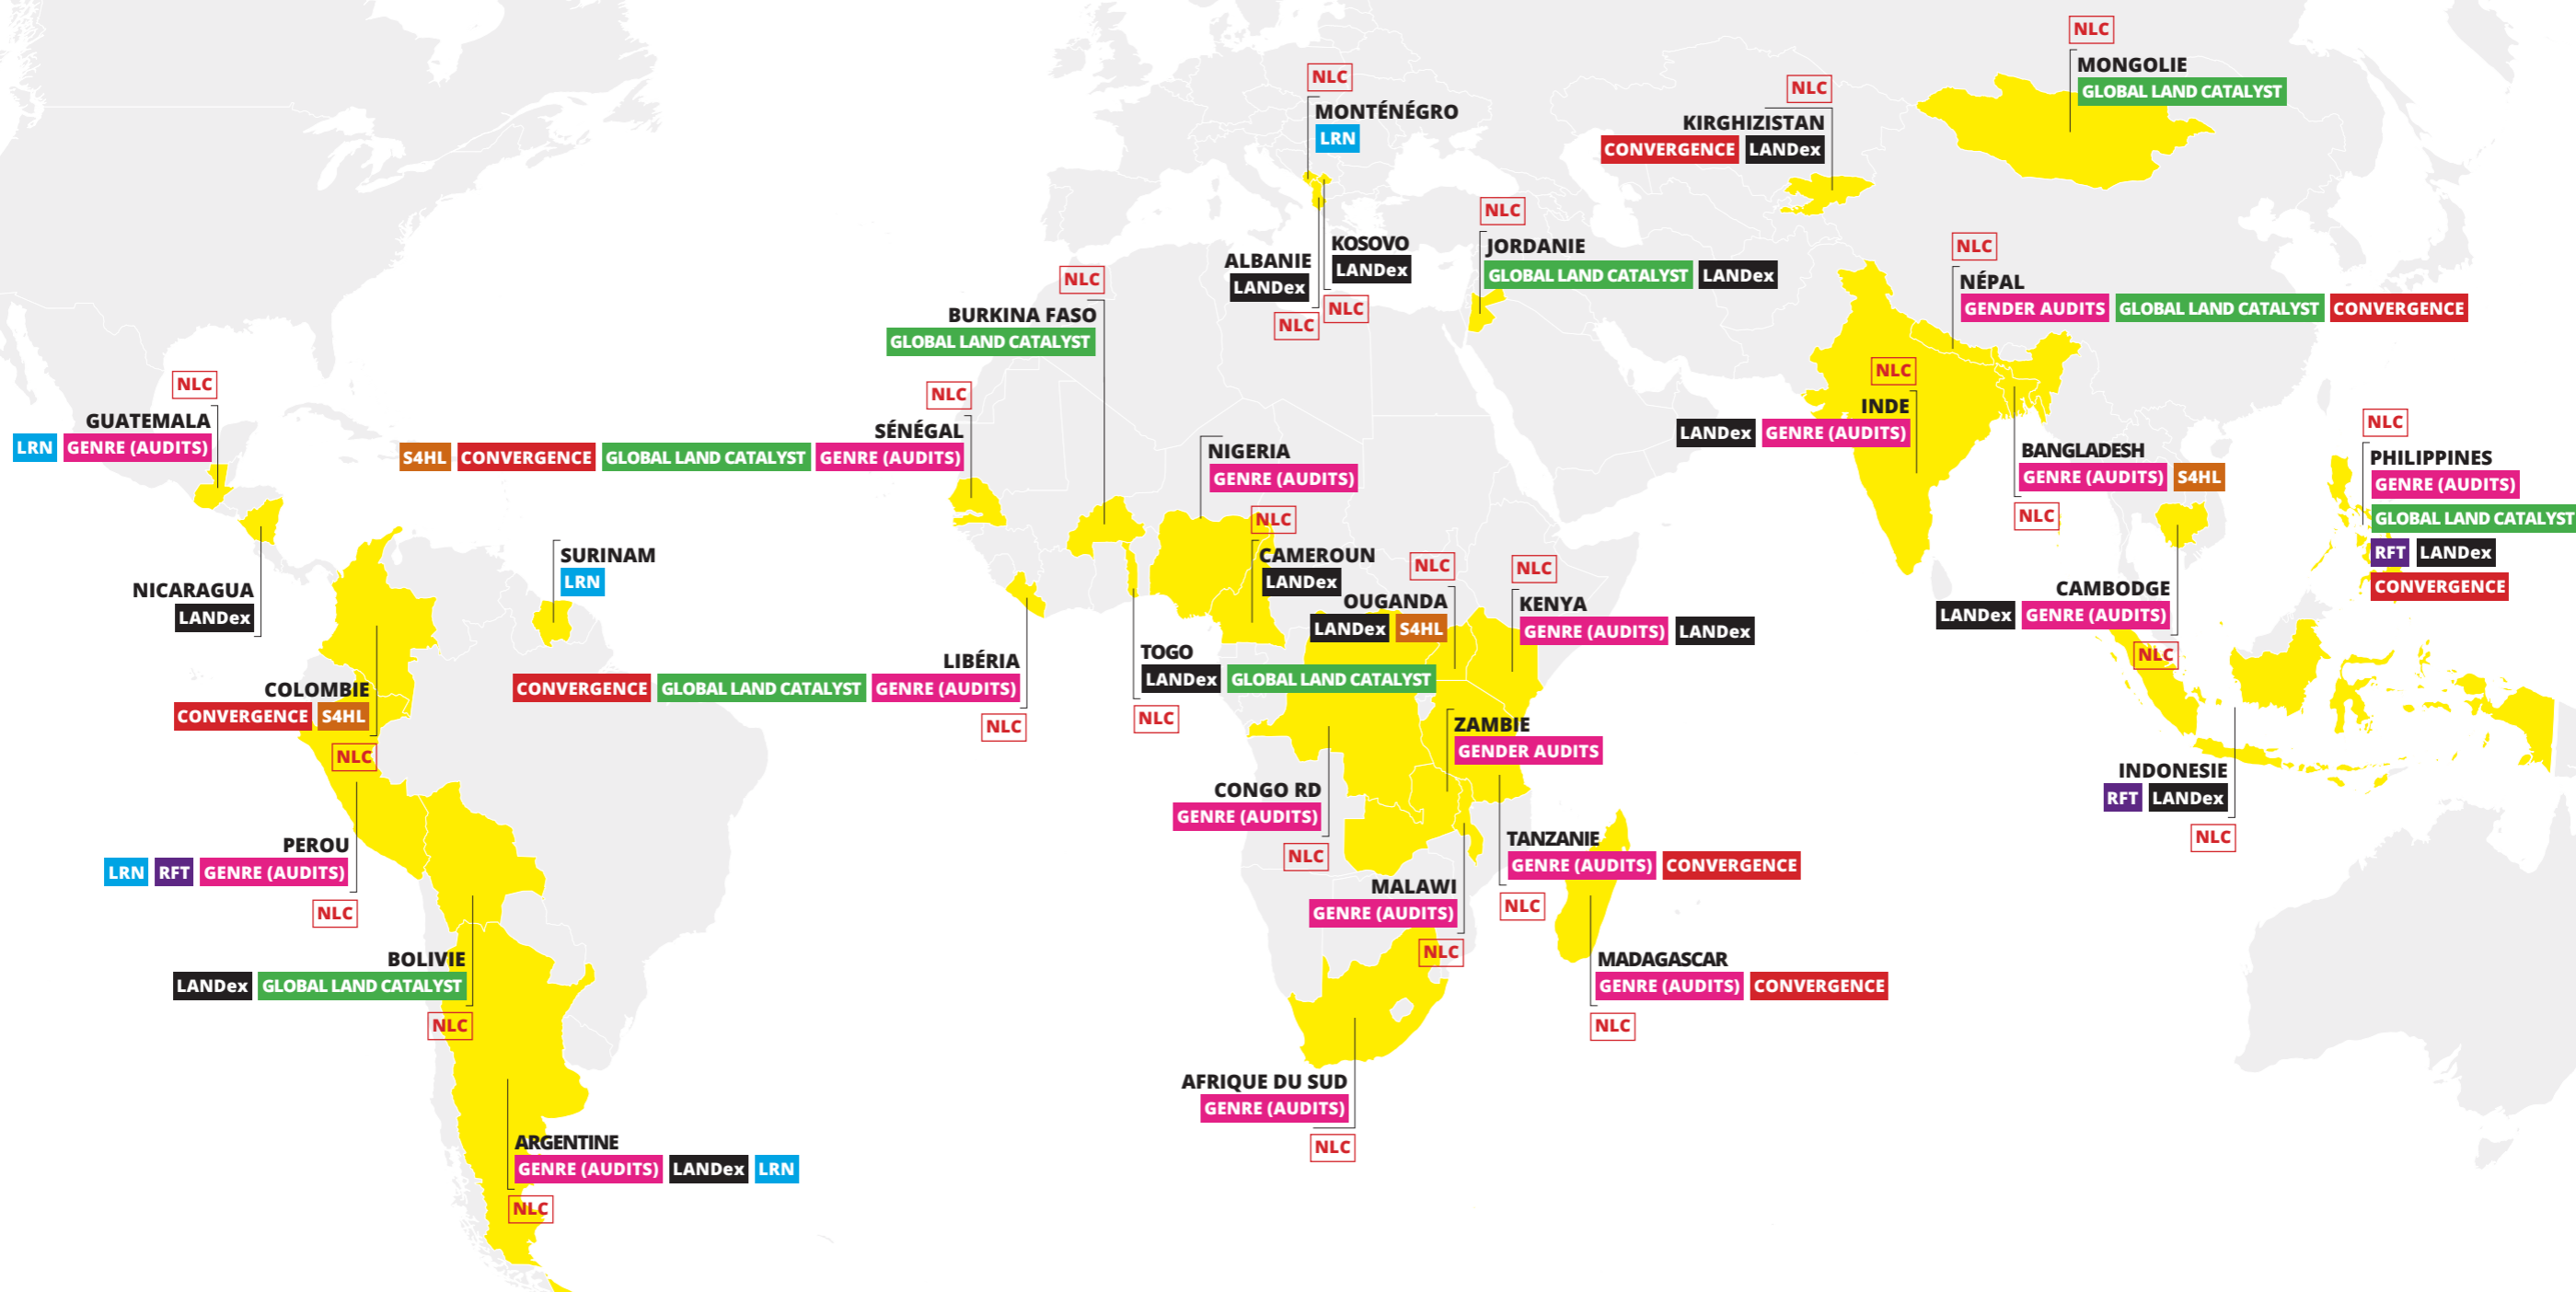 NLC
MONGOLIE
GLOBAL LAND CATALYST
NLC
MONTÉNÉGRO
LRN
NLC
KIRGHIZISTAN
CONVERGENCE LANDex
NLC
JORDANIE
GLOBAL LAND CATALYST LANDex
KOSOVO
LANDex
NLC
ALBANIE
LANDex
NLC
NLC
NÉPAL
GENDER AUDITS GLOBAL LAND CATALYST CONVERGENCE
NLC
BURKINA FASO
GLOBAL LAND CATALYST
NLC
GUATEMALA
LRN GENRE (AUDITS)
NLC
SÉNÉGAL
S4HL CONVERGENCE GLOBAL LAND CATALYST GENRE (AUDITS)
NIGERIA
GENRE (AUDITS)
NLC
INDE
LANDex GENRE (AUDITS)
BANGLADESH
GENRE (AUDITS) S4HL
NLC
NLC
PHILIPPINES
GENRE (AUDITS)
GLOBAL LAND CATALYST
RFT LANDex
CONVERGENCE
NICARAGUA
LANDex
SURINAM
LRN
NLC
CAMEROUN
LANDex
NLC
OUGANDA
LANDex S4HL
NLC
KENYA
GENRE (AUDITS) LANDex
CAMBODGE
LANDex GENRE (AUDITS)
NLC
COLOMBIE
CONVERGENCE S4HL
NLC
LIBÉRIA
CONVERGENCE GLOBAL LAND CATALYST GENRE (AUDITS)
NLC
TOGO
LANDex GLOBAL LAND CATALYST
NLC
ZAMBIE
GENDER AUDITS
CONGO RD
GENRE (AUDITS)
NLC
INDONESIE
RFT LANDex
NLC
PEROU
LRN RFT GENRE (AUDITS)
NLC
TANZANIE
GENRE (AUDITS) CONVERGENCE
NLC
MALAWI
GENRE (AUDITS)
NLC
BOLIVIE
LANDex GLOBAL LAND CATALYST
NLC
MADAGASCAR
GENRE (AUDITS) CONVERGENCE
NLC
AFRIQUE DU SUD
GENRE (AUDITS)
NLC
ARGENTINE
GENRE (AUDITS) LANDex LRN
NLC